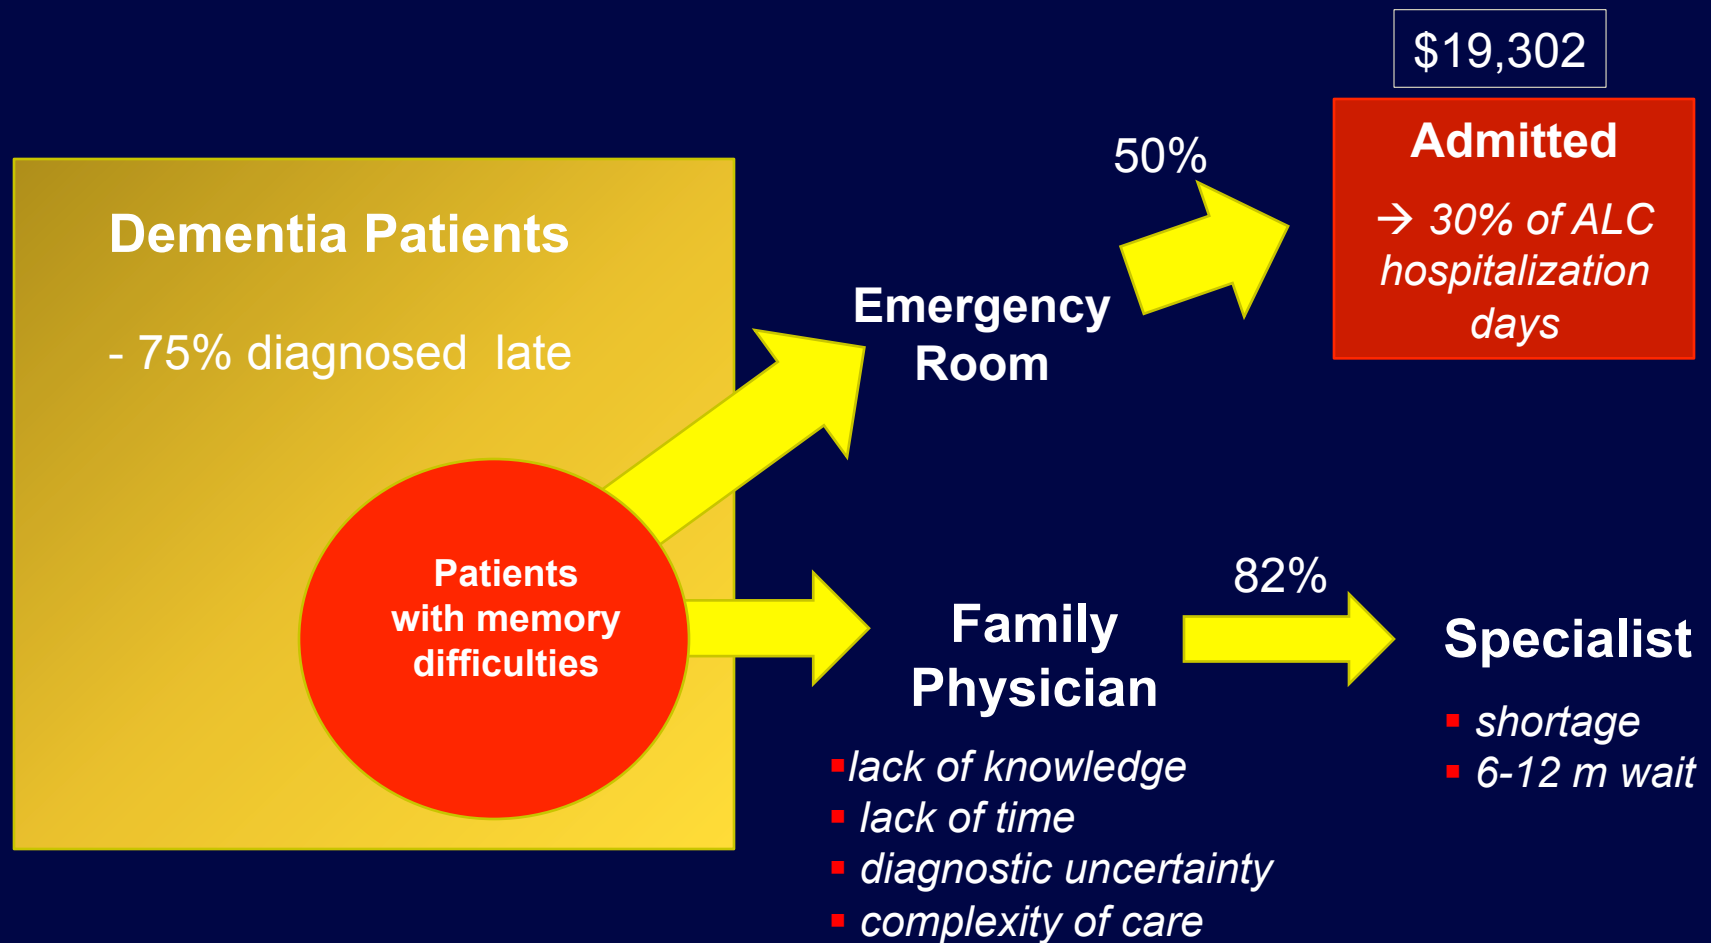 $19,302
Admitted
→ 30% of ALC
hospitalization
days
50%
Dementia Patients
- 75% diagnosed  late
Emergency
Room
Patients
with memory
difficulties
82%
Family
Physician
▪lack of knowledge
▪ lack of time
▪ diagnostic uncertainty
▪ complexity of care
Specialist
▪ shortage
▪ 6-12 m wait